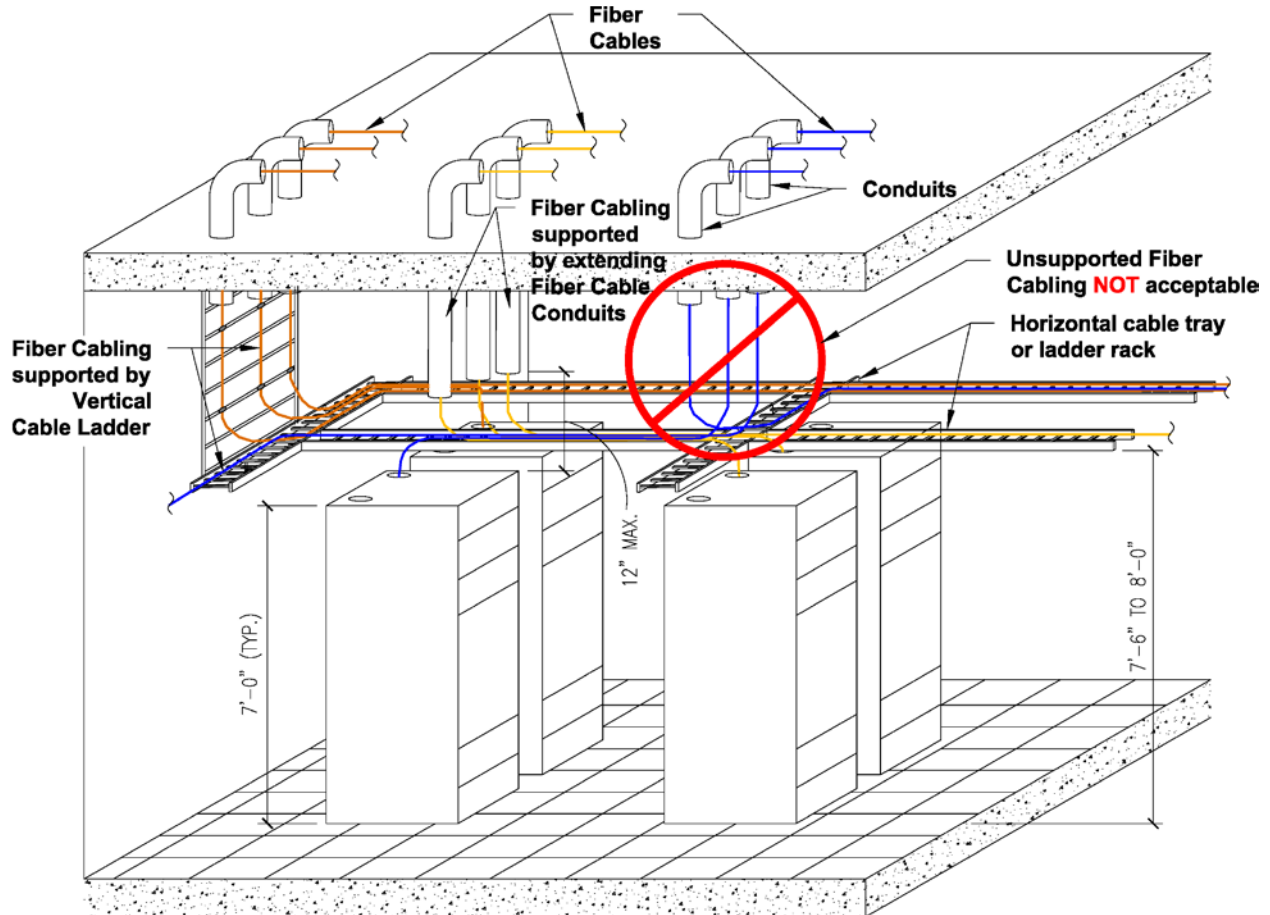 Fiber
Cables
Conduits
Fiber Cabling
supported
by extending
Fiber Cable
Conduits
Unsupported Fiber
Cabling NOT acceptable
Horizontal cable tray
or ladder rack
Fiber Cabling
supported by
Vertical
Cable Ladder
12" MAX.
7'-0" (TYP.)
7'-6" TO 8'-0"